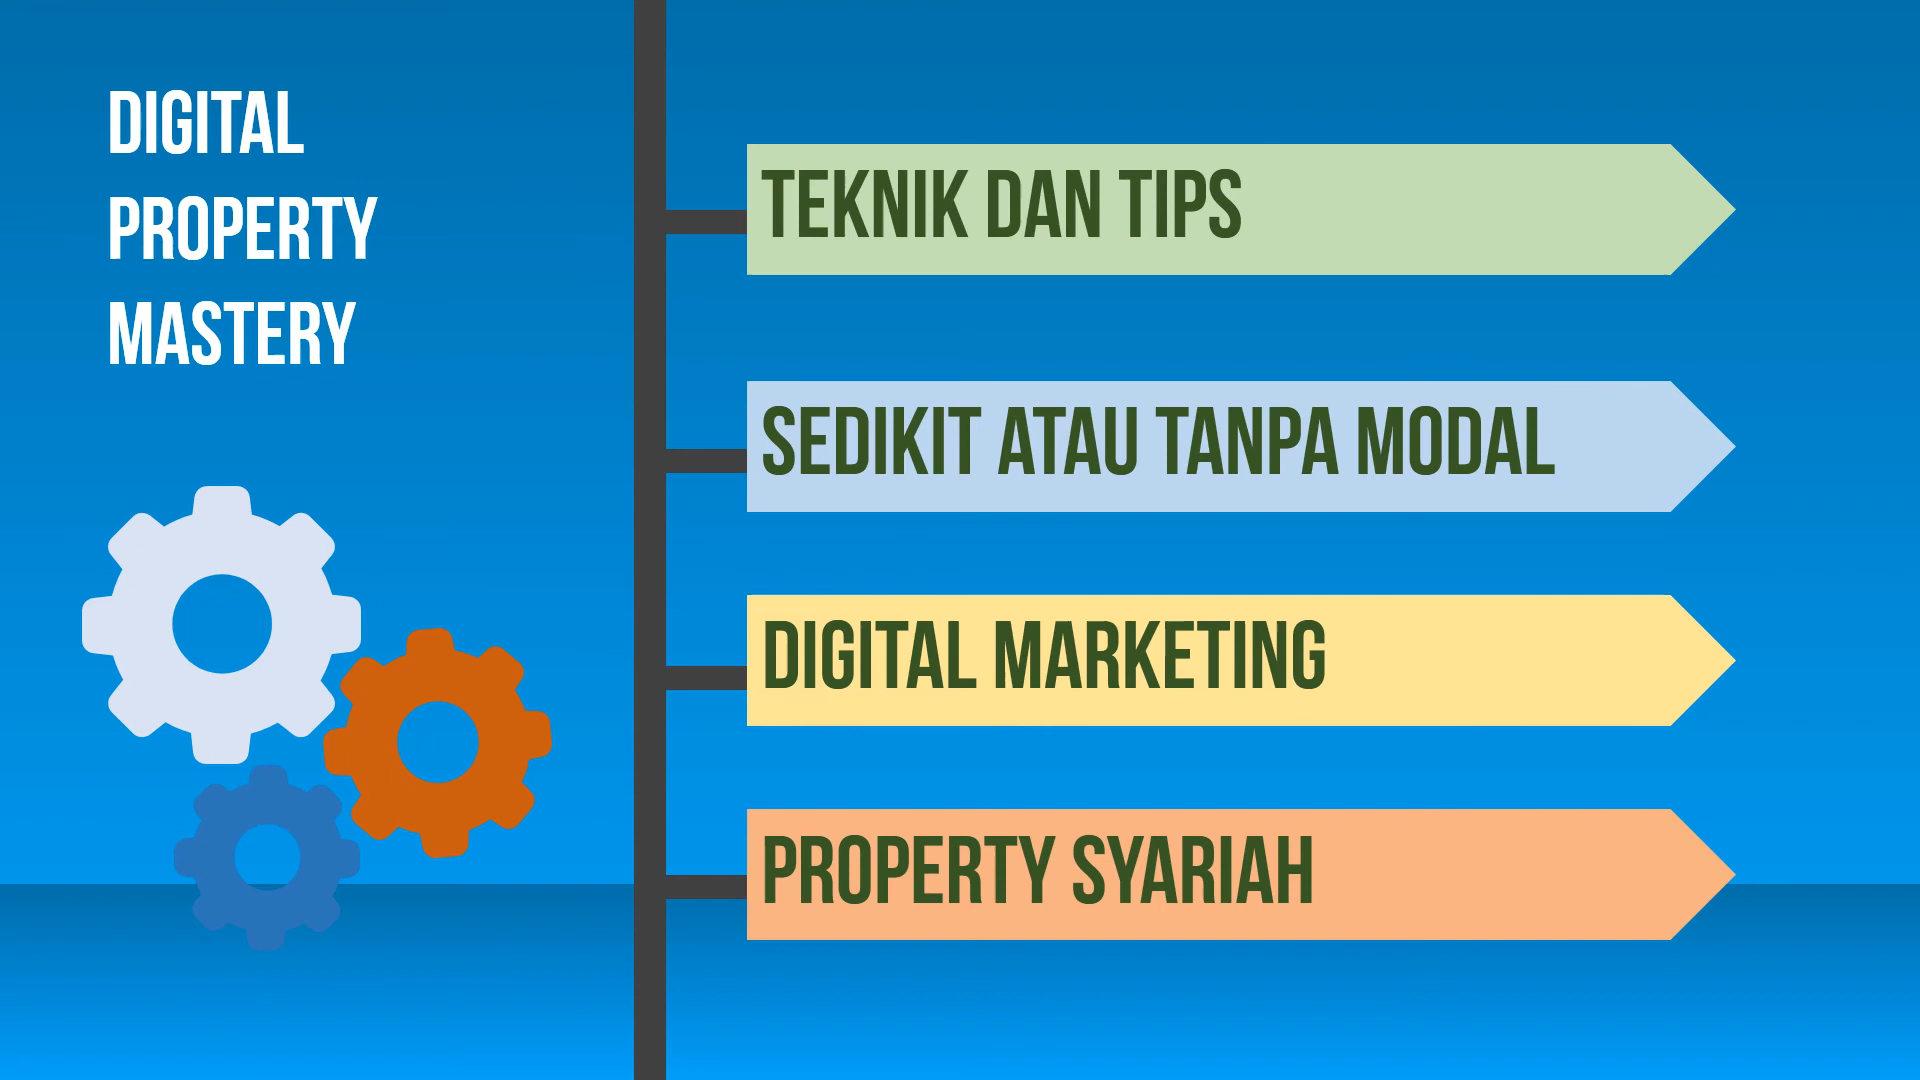 DIGITAL
PROPERTY
MASTERY
TEKNIK DAN TIPS
SEDIKIT ATAU TANPA MODAL
DIGITAL MARKETING
PROPERTY SYARIAH